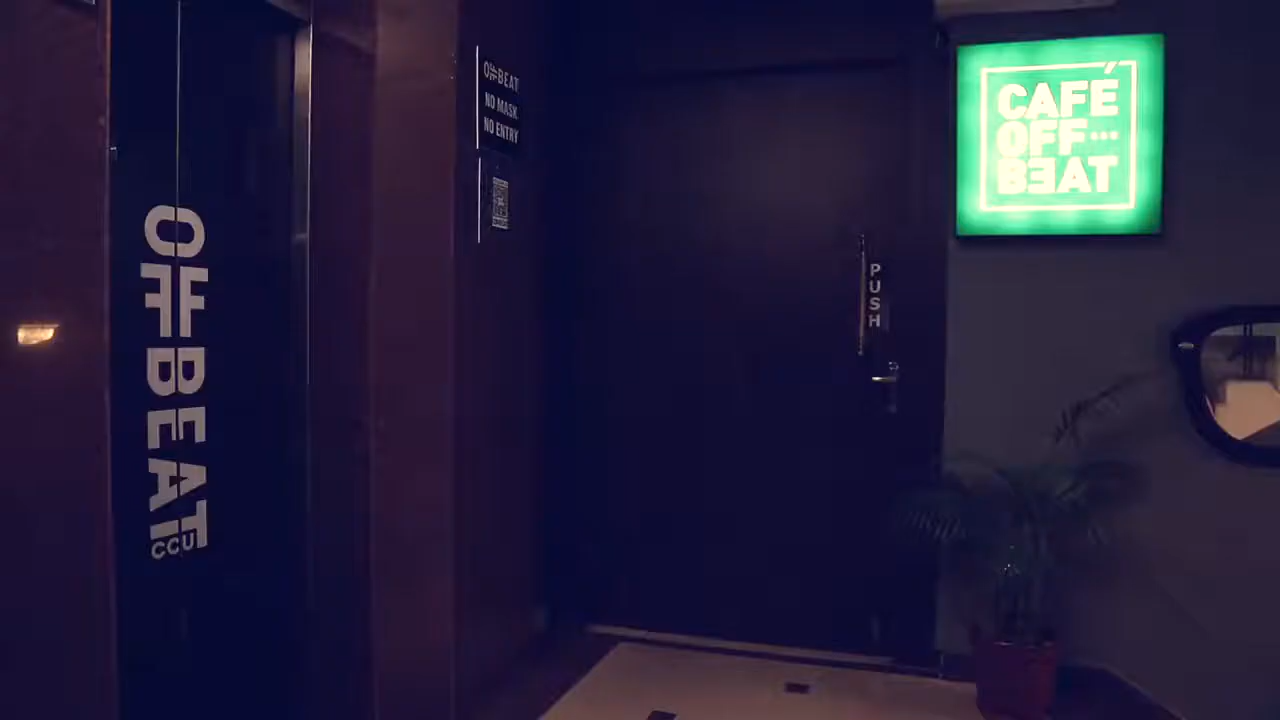 OFFBEAT
CCU
OFFBEAT
NO MASK
NO ENTRY
PUSH
CAFÉ
OFF...
BEAT